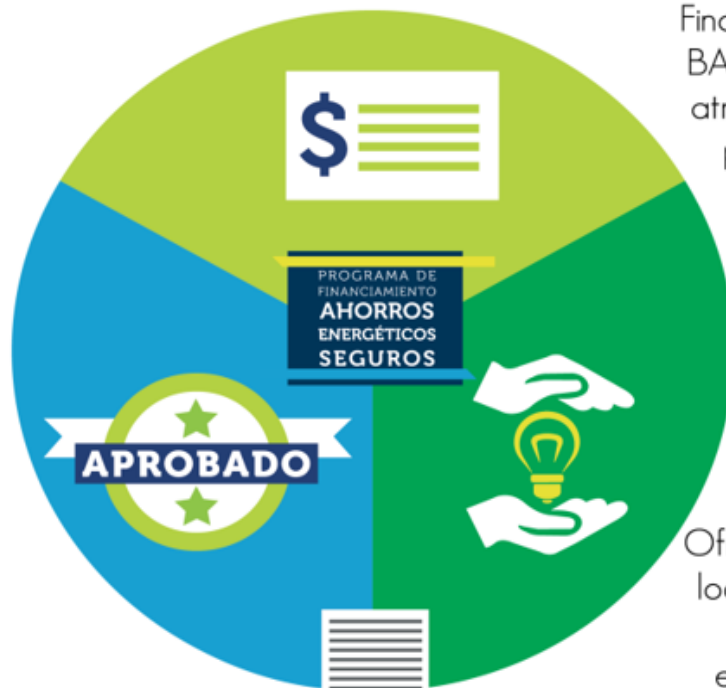 $
PROGRAMA DE
FINANCIAMIENTO
AHORROS
ENERGÉTICOS
SEGUROS
APROBADO